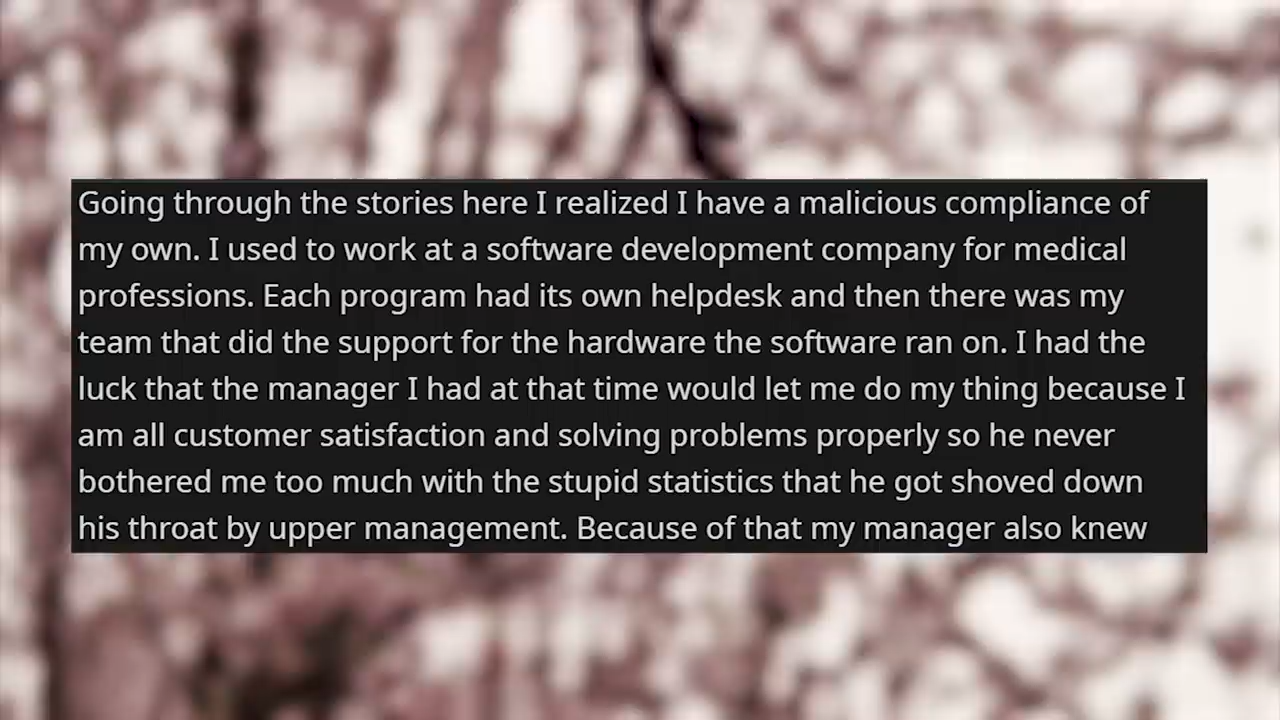 Going through the stories here I realized I have a malicious compliance of
my own. I used to work at a software development company for medical
professions. Each program had its own helpdesk and then there was my
team that did the support for the hardware the software ran on. I had the
luck that the manager I had at that time would let me do my thing because I
am all customer satisfaction and solving problems properly so he never
bothered me too much with the stupid statistics that he got shoved down
his throat by upper management. Because of that my manager also knew